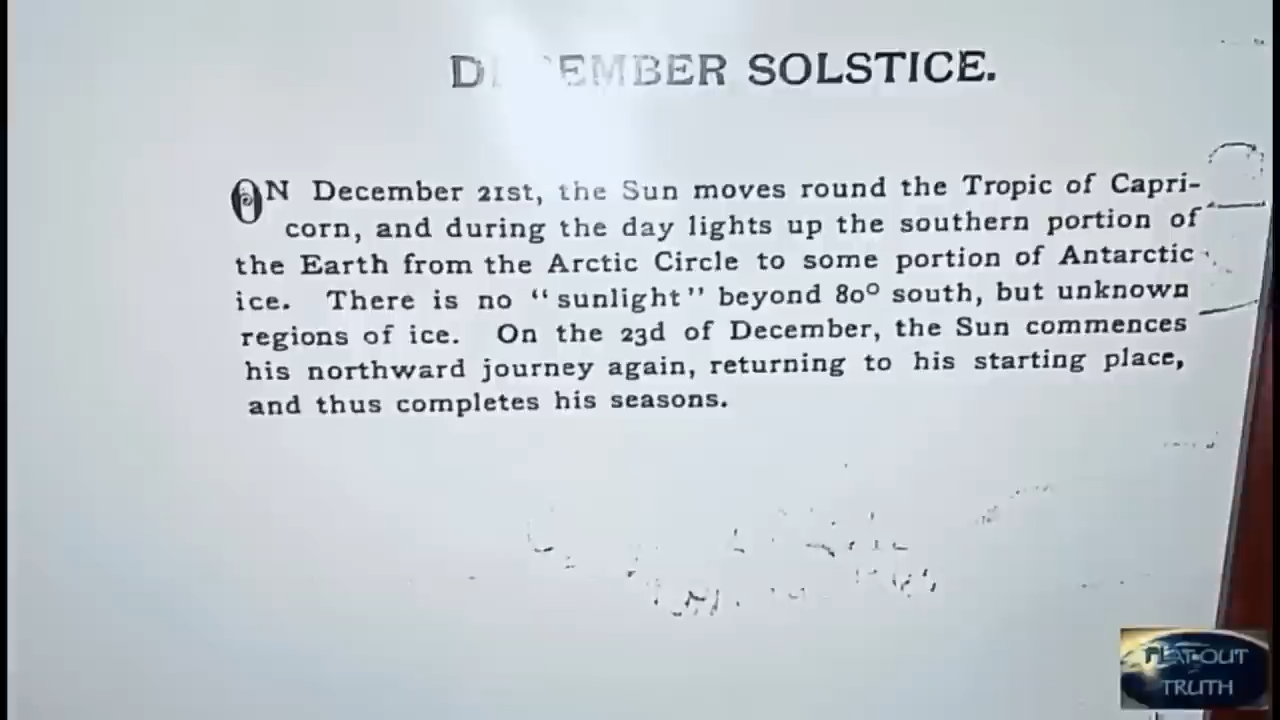 DECEMBER SOLSTICE.
ON December 21st, the Sun moves round the Tropic of Capri-
corn, and during the day lights up the southern portion of
the Earth from the Arctic Circle to some portion of Antarctic
ice. There is no “sunlight” beyond 80° south, but unknown
regions of ice. On the 23d of December, the Sun commences
his northward journey again, returning to his starting place,
and thus completes his seasons.
FLAT-OUT
TRUTH